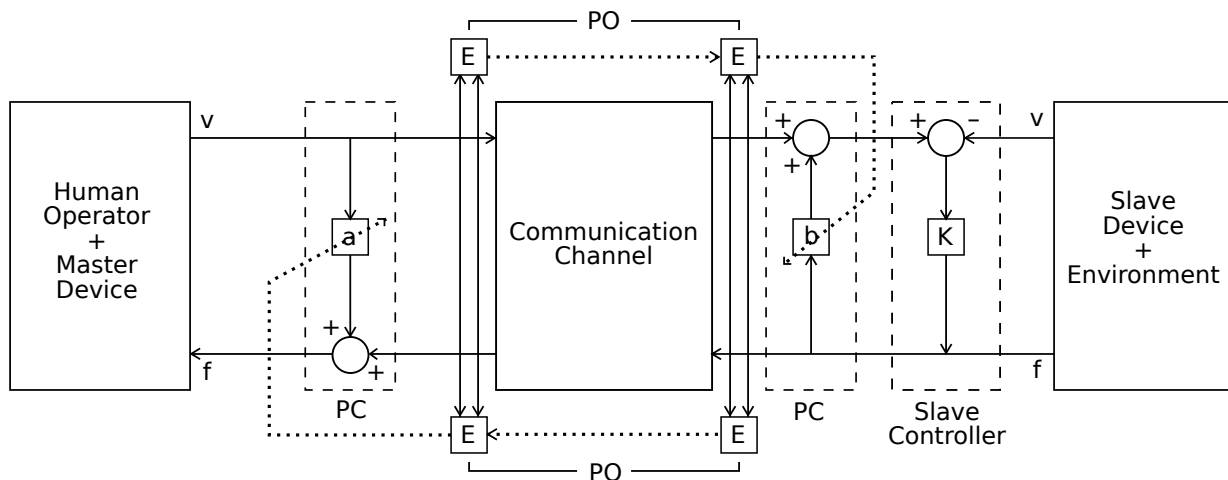 PO
E
E
v
+
+
+
-
v
Human
Operator
+
Master
Device
a
Communication
Channel
b
K
Slave
Device
+
Environment
+
+
f
f
PC
PC
Slave
Controller
E
E
PO